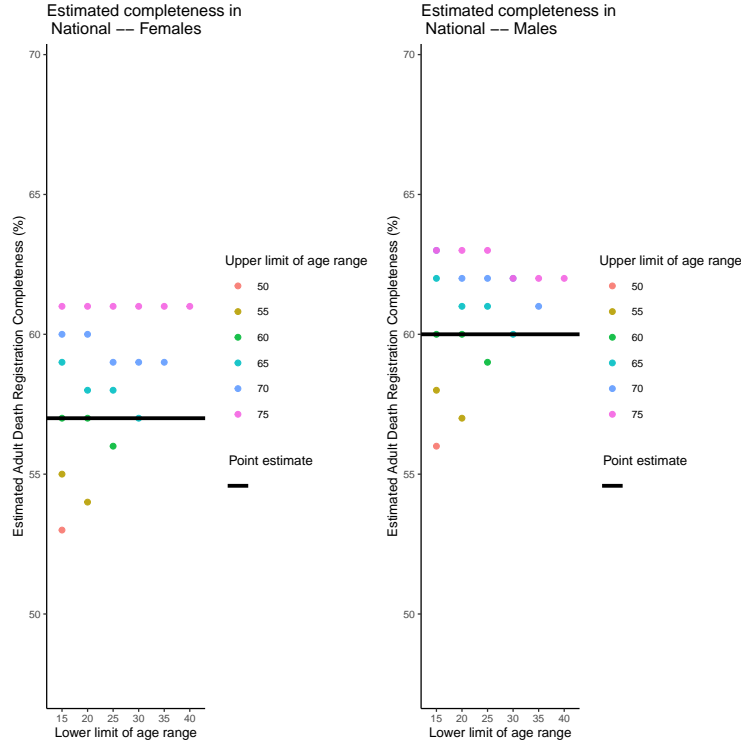 Estimated completeness in
National −− Females
Estimated Adult Death Registration Completeness (%)
70
65
60
55
50
15 20 25 30 35 40
Lower limit of age range
Upper limit of age range
50
55
60
65
70
75
Point estimate
Estimated completeness in
National −− Males
Estimated Adult Death Registration Completeness (%)
70
65
60
55
50
15 20 25 30 35 40
Lower limit of age range
Upper limit of age range
50
55
60
65
70
75
Point estimate